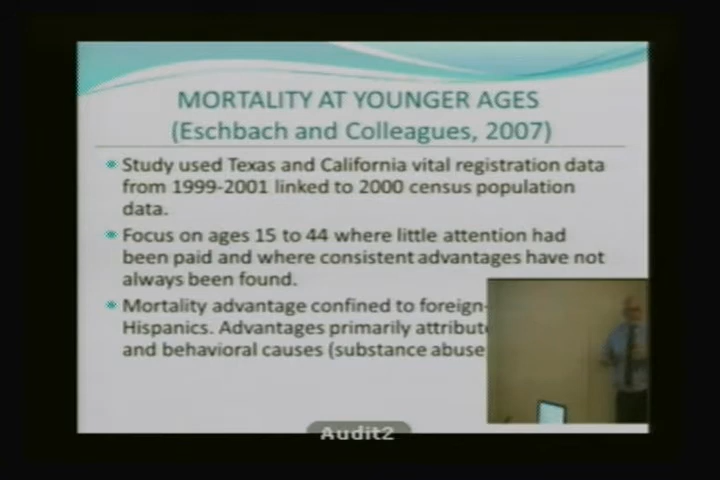 MORTALITY AT YOUNGER AGES
(Eschbach and Colleagues, 2007)
Study used Texas and California vital registration data
from 1999-2001 linked to 2000 census population
data.
Focus on ages 15 to 44 where little attention had
been paid and where consistent advantages have not
always been found.
Mortality advantage confined to foreign-
Hispanics. Advantages primarily
and behavioral causes (substance abuse
Audit2